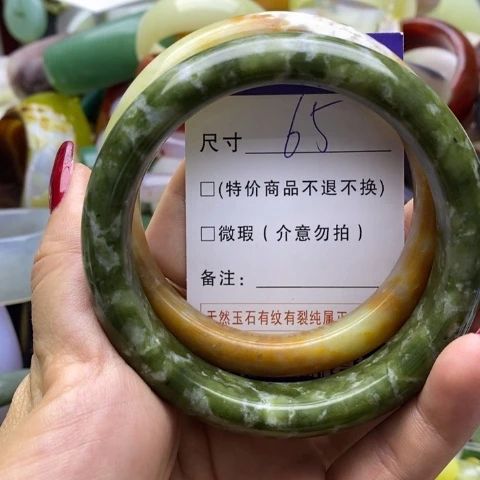 尺寸 65
□(特价商品不退不换)
□微瑕(介意勿拍)
备注:
天然玉石有纹有裂纯属正